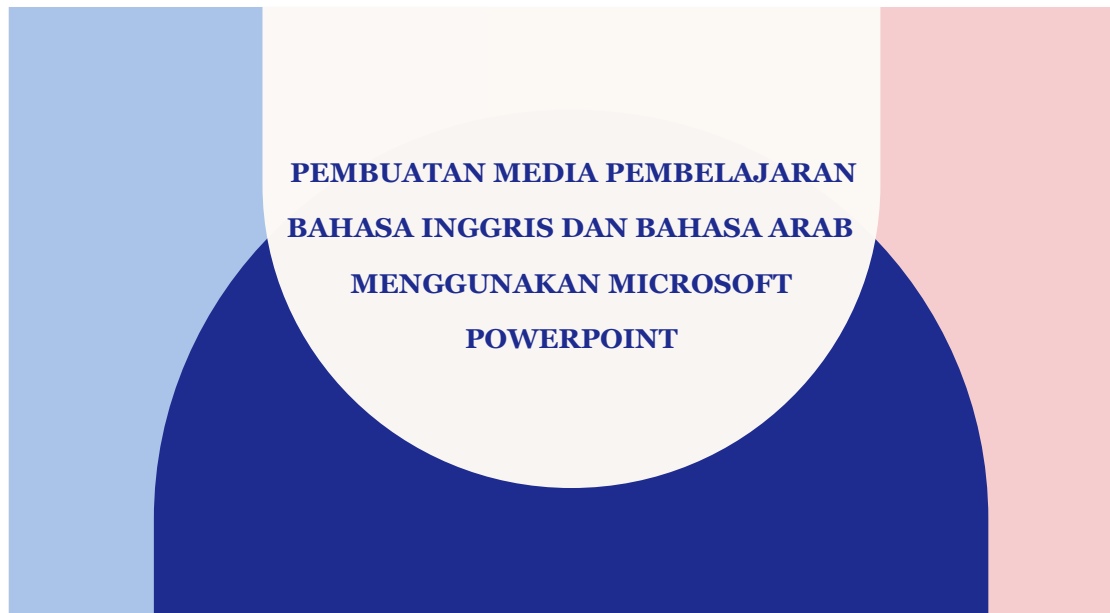 PEMBUATAN MEDIA PEMBELAJARAN
BAHASA INGGRIS DAN BAHASA ARAB
MENGGUNAKAN MICROSOFT
POWERPOINT